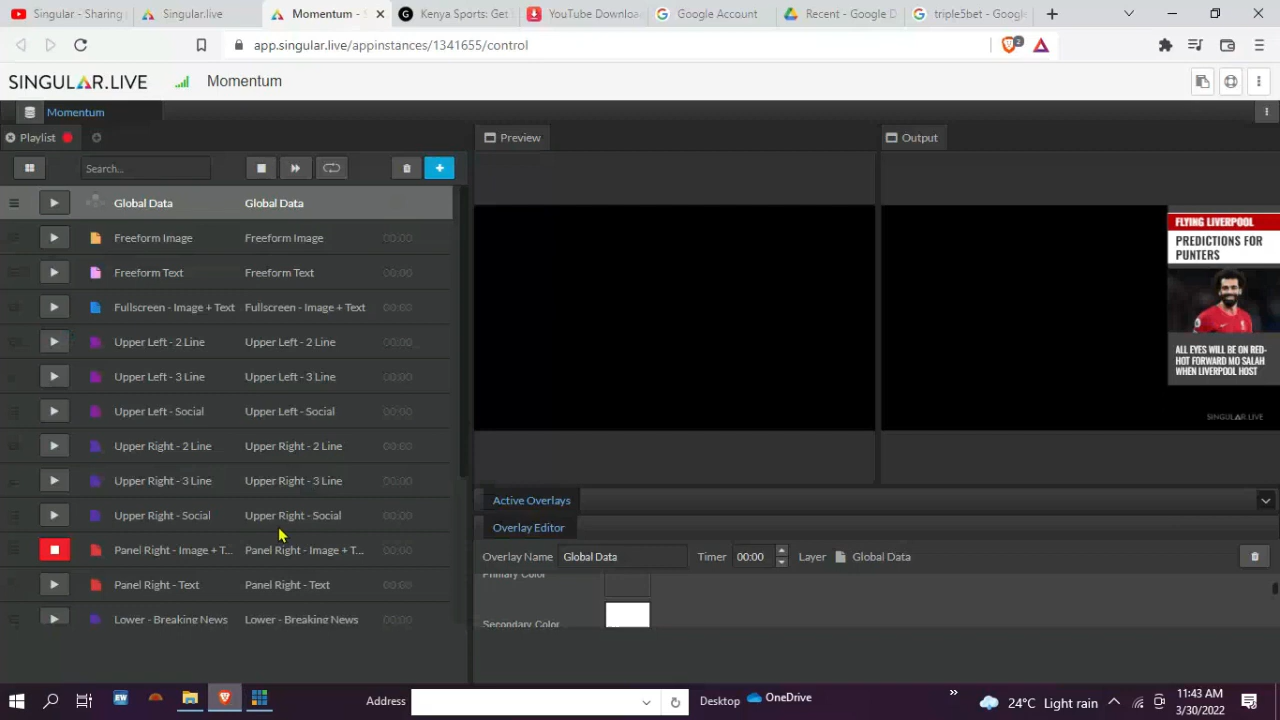 Singular - Sharing
Singular.live
Momentum -
Kenya Sports: Get
YouTube Downloa
Google Account
Recent - Google D
triple5bet - Google
app.singular.live/appinstances/1341655/control
2
SINGULAR.LIVE
Momentum
Momentum
Playlist
Preview
Output
Search...
Global Data Global Data
Freeform Image Freeform Image 00:00
Freeform Text Freeform Text 00:00
Fullscreen - Image + Text Fullscreen - Image + Text 00:00
Upper Left - 2 Line Upper Left - 2 Line 00:00
Upper Left - 3 Line Upper Left - 3 Line 00:00
Upper Left - Social Upper Left - Social 00:00
Upper Right - 2 Line Upper Right - 2 Line 00:00
Upper Right - 3 Line Upper Right - 3 Line 00:00
Upper Right - Social Upper Right - Social 00:00
Panel Right - Image + T... Panel Right - Image + T... 00:00
Panel Right - Text Panel Right - Text 00:00
Lower - Breaking News Lower - Breaking News 00:00
FLYING LIVERPOOL
PREDICTIONS FOR
PUNTERS
ALL EYES WILL BE ON RED-
HOT FORWARD MO SALAH
WHEN LIVERPOOL HOST
SINGULAR.LIVE
Active Overlays
Overlay Editor
Overlay Name Global Data Timer 00:00 Layer Global Data
Primary Color
Secondary Color
EW
Address
Desktop
OneDrive
24°C Light rain
11:43 AM
3/30/2022